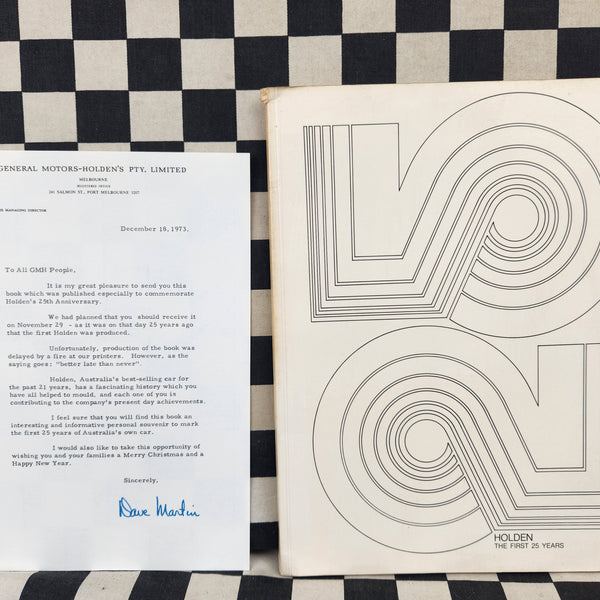 GENERAL MOTORS-HOLDEN'S PTY. LIMITED
MELBOURNE
REGISTERED OFFICE
241 SALMON ST., PORT MELBOURNE 3207
MANAGING DIRECTOR
December 18, 1973.
To All GMH People,
It is my great pleasure to send you this
book which was published especially to commemorate
Holden's 25th Anniversary.
We had planned that you should receive it
on November 29 - as it was on that day 25 years ago
that the first Holden was produced.
Unfortunately, production of the book was
delayed by a fire at our printers. However, as the
saying goes: "better late than never".
Holden, Australia's best-selling car for
the past 21 years, has a fascinating history which you
have all helped to mould, and each one of you is
contributing to the company's present day achievements.
I feel sure that you will find this book an
interesting and informative personal souvenir to mark
the first 25 years of Australia's own car.
I would also like to take this opportunity of
wishing you and your families a Merry Christmas and a
Happy New Year.
Sincerely,
Dave Martin
25
HOLDEN
THE FIRST 25 YEARS